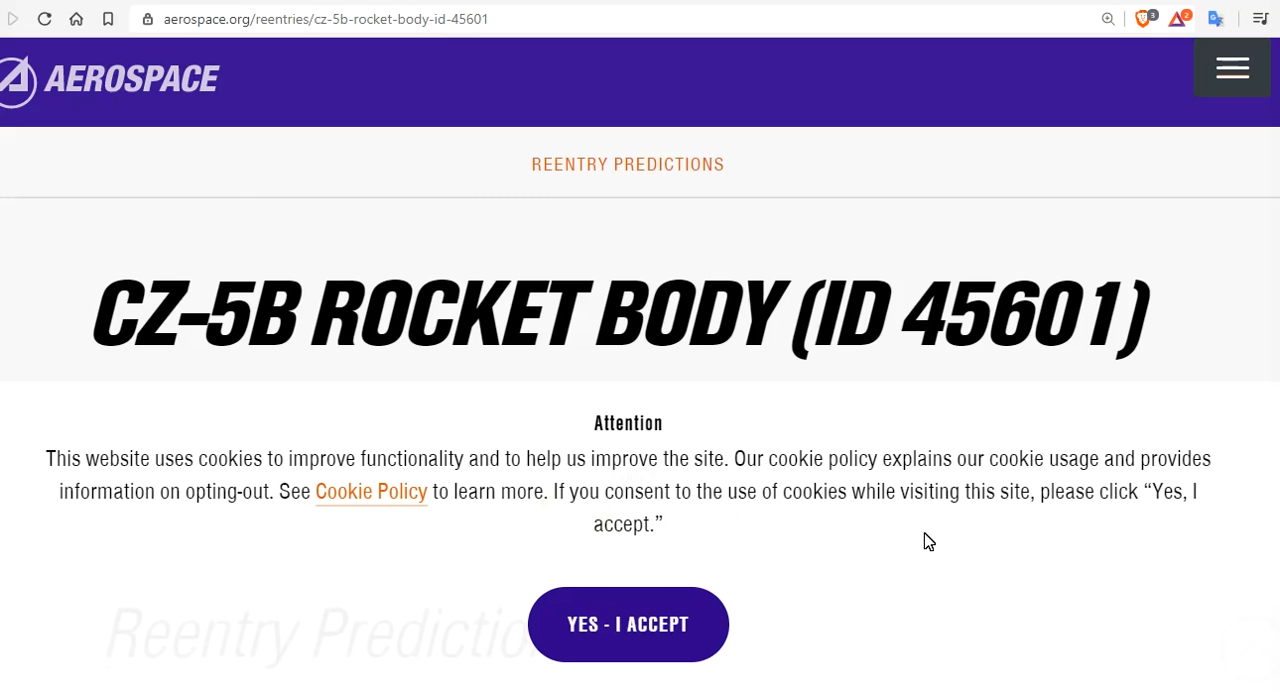 aerospace.org/reentries/cz-5b-rocket-body-id-45601
3
2
AEROSPACE
REENTRY PREDICTIONS
CZ-5B ROCKET BODY (ID 45601)
Attention
This website uses cookies to improve functionality and to help us improve the site. Our cookie policy explains our cookie usage and provides
information on opting-out. See Cookie Policy to learn more. If you consent to the use of cookies while visiting this site, please click “Yes, I
accept.”
Reentry Predictio
YES - I ACCEPT